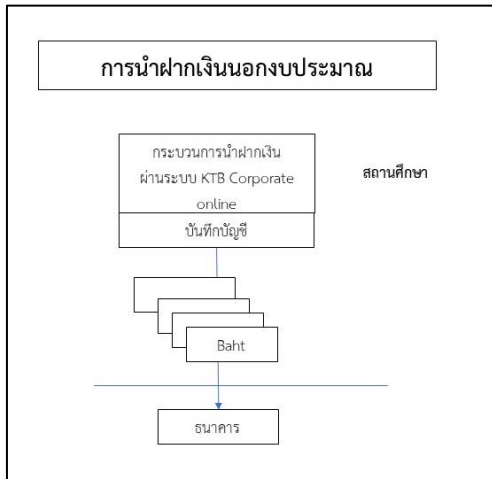 การนำฝากเงินนอกงบประมาณ
กระบวนการนำฝากเงิน
ผ่านระบบ KTB Corporate
online
สถานศึกษา
บันทึกบัญชี
Baht
ธนาคาร